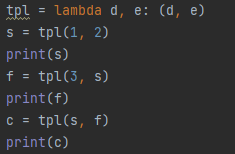 tpl = lambda d, e: (d, e)
s = tpl(1, 2)
print(s)
f = tpl(3, s)
print(f)
c = tpl(s, f)
print(c)